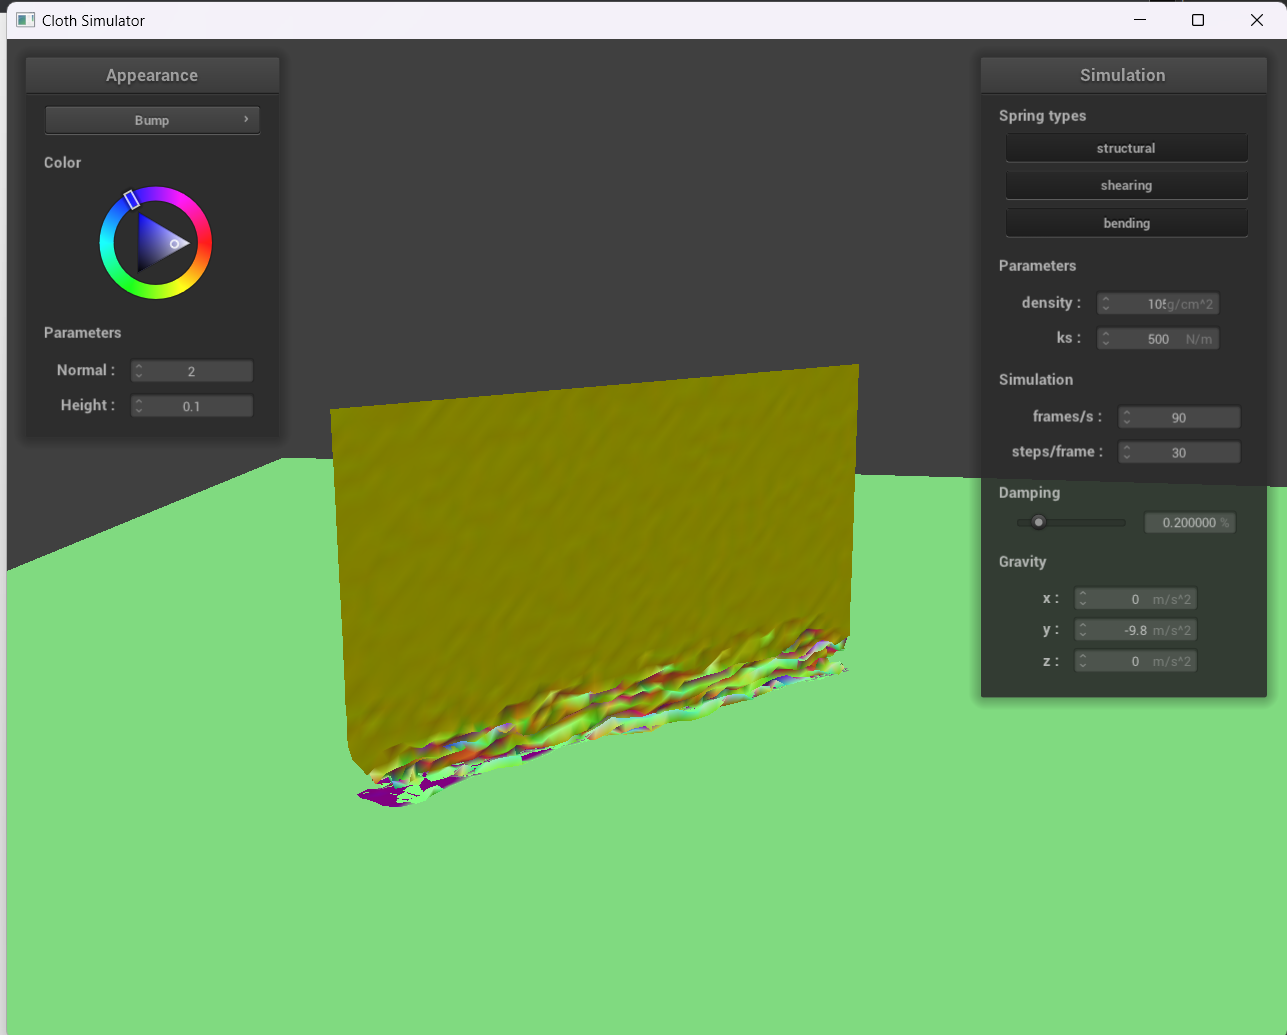 Cloth Simulator
Appearance
Bump
Color
Parameters
Normal : 2
Height : 0.1
Simulation
Spring types
structural
shearing
bending
Parameters
density : g/cm^2
ks : 500 N/m
Simulation
frames/s : 90
steps/frame : 30
Damping
0.200000 %
Gravity
x : 0 m/s^2
y : -9.8 m/s^2
z : 0 m/s^2